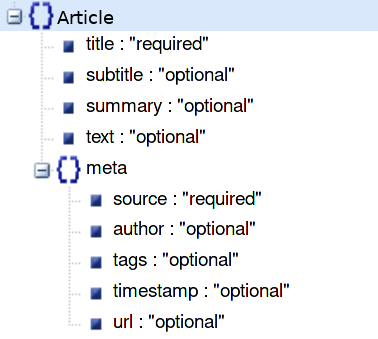 Article
title : "required"
subtitle : "optional"
summary : "optional"
text : "optional"
meta
source : "required"
author : "optional"
tags : "optional"
timestamp : "optional"
url : "optional"